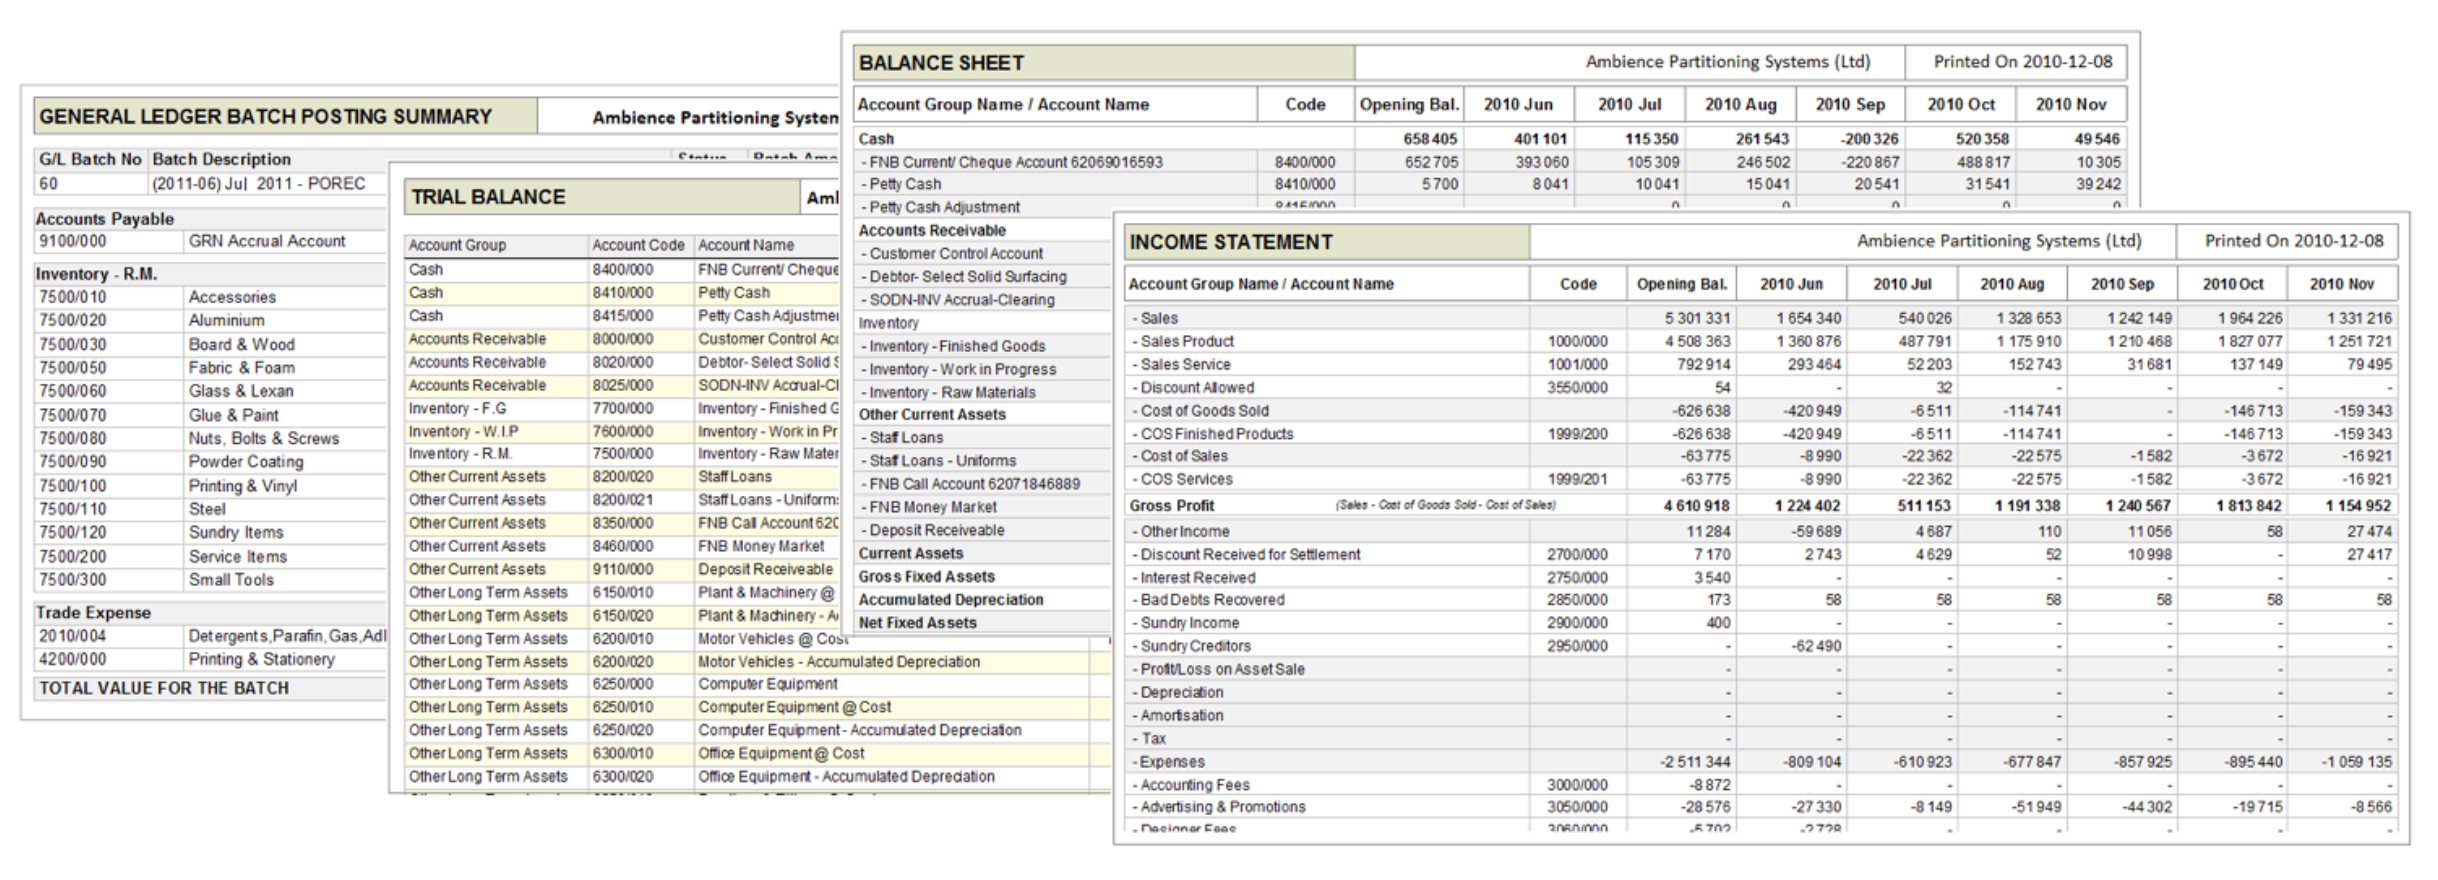 GENERAL LEDGER BATCH POSTING SUMMARY Ambience Partitioning System
G/L Batch No Batch Description Status Batch
60 (2011-06) Jul 2011 - POREC
Accounts Payable
9100/000 GRN Accrual Account
Inventory - R.M.
7500/010 Accessories
7500/020 Aluminium
7500/030 Board & Wood
7500/050 Fabric & Foam
7500/060 Glass & Lexan
7500/070 Glue & Paint
7500/080 Nuts, Bolts & Screws
7500/090 Powder Coating
7500/100 Printing & Vinyl
7500/110 Steel
7500/120 Sundry Items
7500/200 Service Items
7500/300 Small Tools
Trade Expense
2010/004 Detergents,Parafin,Gas,Adl
4200/000 Printing & Stationery
TOTAL VALUE FOR THE BATCH
TRIAL BALANCE Aml
Account Group Account Code Account Name
Cash 8400/000 FNB Current/ Cheque
Cash 8410/000 Petty Cash
Cash 8415/000 Petty Cash Adjustmer
Accounts Receivable 8000/000 Customer Control Acc
Accounts Receivable 8020/000 Debtor- Select Solid S
Accounts Receivable 8025/000 SODN-INV Accrual-Cl
Inventory - F.G 7700/000 Inventory - Finished G
Inventory - W.I.P 7600/000 Inventory - Work in Pr
Inventory - R.M. 7500/000 Inventory - Raw Mater
Other Current Assets 8200/020 Staff Loans
Other Current Assets 8200/021 Staff Loans - Uniforms
Other Current Assets 8350/000 FNB Call Account 620
Other Current Assets 8460/000 FNB Money Market
Other Current Assets 9110/000 Deposit Receiveable
Other Long Term Assets 6150/010 Plant & Machinery @
Other Long Term Assets 6150/020 Plant & Machinery - A
Other Long Term Assets 6200/010 Motor Vehicles @ Cost
Other Long Term Assets 6200/020 Motor Vehicles - Accumulated Depreciation
Other Long Term Assets 6250/000 Computer Equipment
Other Long Term Assets 6250/010 Computer Equipment @ Cost
Other Long Term Assets 6250/020 Computer Equipment - Accumulated Depreciation
Other Long Term Assets 6300/010 Office Equipment @ Cost
Other Long Term Assets 6300/020 Office Equipment - Accumulated Depreciation
BALANCE SHEET Ambience Partitioning Systems (Ltd) Printed On 2010-12-08
Account Group Name / Account Name Code Opening Bal. 2010 Jun 2010 Jul 2010 Aug 2010 Sep 2010 Oct 2010 Nov
Cash 658 405 401 101 115 350 261 543 -200 326 520 358 49 546
- FNB Current/ Cheque Account 62069016593 8400/000 652 705 393 060 105 309 246 502 -220 867 488 817 10 305
- Petty Cash 8410/000 5 700 8 041 10 041 15 041 20 541 31 541 39 242
- Petty Cash Adjustment 8415/000 0 0 0 0 0
Accounts Receivable
- Customer Control Account
- Debtor- Select Solid Surfacing
- SODN-INV Accrual-Clearing
Inventory
- Inventory - Finished Goods
- Inventory - Work in Progress
- Inventory - Raw Materials
Other Current Assets
- Staff Loans
- Staff Loans - Uniforms
- FNB Call Account 62071846889
- FNB Money Market
- Deposit Receiveable
Current Assets
Gross Fixed Assets
Accumulated Depreciation
Net Fixed Assets
INCOME STATEMENT Ambience Partitioning Systems (Ltd) Printed On 2010-12-08
Account Group Name / Account Name Code Opening Bal. 2010 Jun 2010 Jul 2010 Aug 2010 Sep 2010 Oct 2010 Nov
- Sales 5 301 331 1 654 340 540 026 1 328 653 1 242 149 1 964 226 1 331 216
- Sales Product 1000/000 4 508 363 1 360 876 487 791 1 175 910 1 210 468 1 827 077 1 251 721
- Sales Service 1001/000 792 914 293 464 52 203 152 743 31 681 137 149 79 495
- Discount Allowed 3550/000 54 - 32 - - - -
- Cost of Goods Sold -626 638 -420 949 -6 511 -114 741 - -146 713 -159 343
- COS Finished Products 1999/200 -626 638 -420 949 -6 511 -114 741 - -146 713 -159 343
- Cost of Sales -63 775 -8 990 -22 362 -22 575 -1 582 -3 672 -16 921
- COS Services 1999/201 -63 775 -8 990 -22 362 -22 575 -1 582 -3 672 -16 921
Gross Profit (Sales - Cost of Goods Sold - Cost of Sales) 4 610 918 1 224 402 511 153 1 191 338 1 240 567 1 813 842 1 154 952
- Other Income 11 284 -59 689 4 687 110 11 056 58 27 474
- Discount Received for Settlement 2700/000 7 170 2 743 4 629 52 10 998 - 27 417
- Interest Received 2750/000 3 540 - - - - - -
- Bad Debts Recovered 2850/000 173 58 58 58 58 58 58
- Sundry Income 2900/000 400 - - - - - -
- Sundry Creditors 2950/000 - -62 490 - - - - -
- Profit/Loss on Asset Sale - - - - - - -
- Depreciation - - - - - - -
- Amortisation - - - - - - -
- Tax - - - - - - -
- Expenses -2 511 344 -809 104 -610 923 -677 847 -857 925 -895 440 -1 059 135
- Accounting Fees 3000/000 -8 872 - - - - - -
- Advertising & Promotions 3050/000 -28 576 -27 330 -8 149 -51 949 -44 302 -19 715 -8 566
- Designer Fees 3060/000 -5 702 -2 728 - - - - -